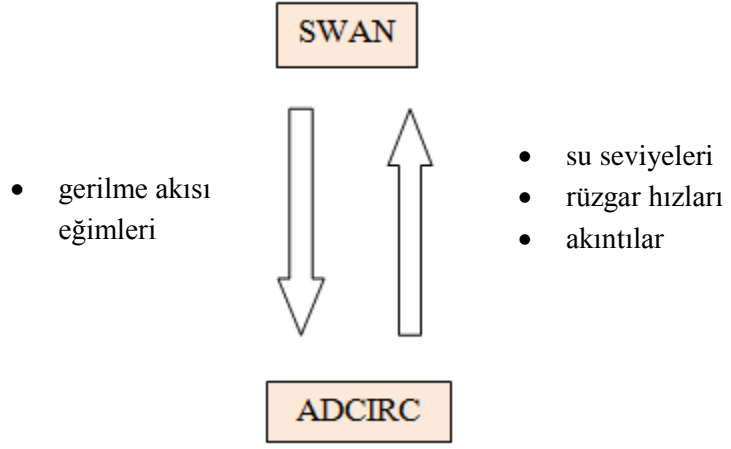 SWAN
• gerilme akısı
eğimleri
• su seviyeleri
• rüzgar hızları
• akıntılar
ADCIRC